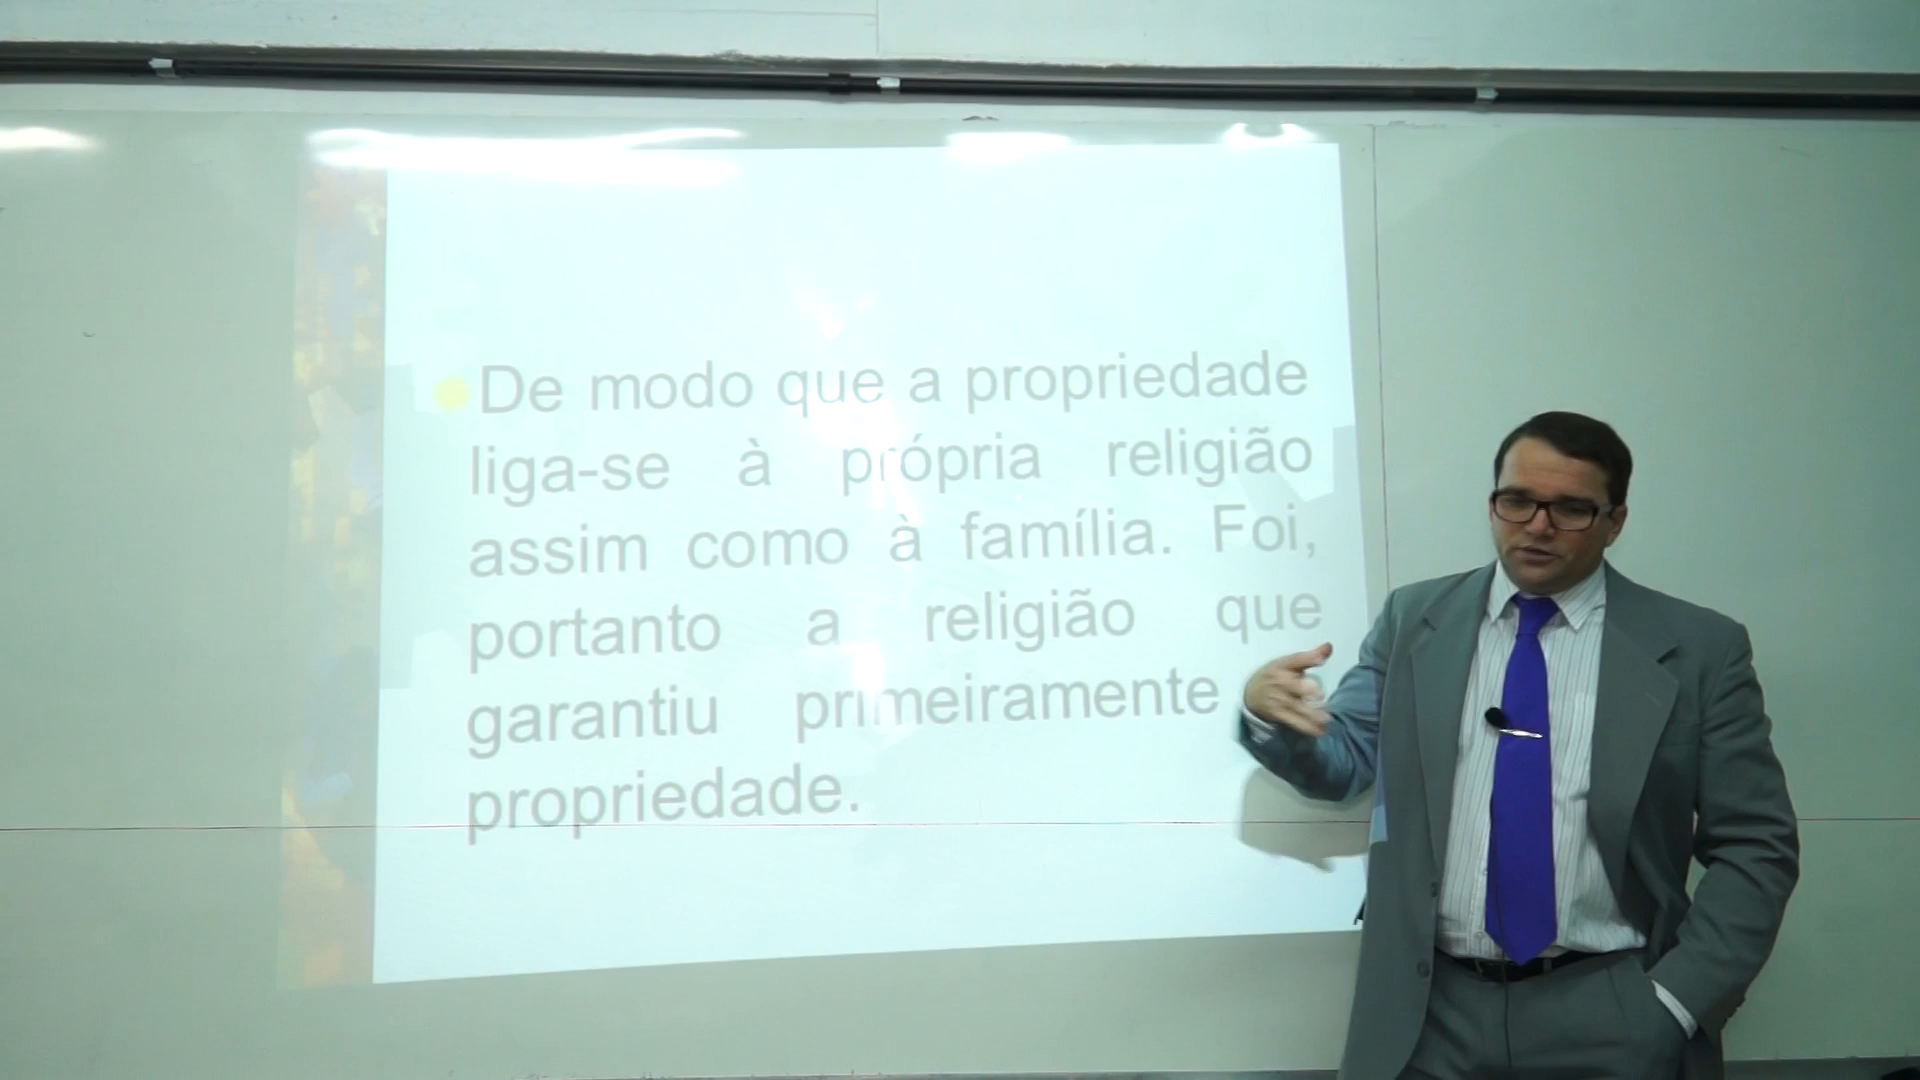 De modo que a propriedade
liga-se à própria religião
assim como à família. Foi,
portanto a religião que
garantiu primeiramente
propriedade.